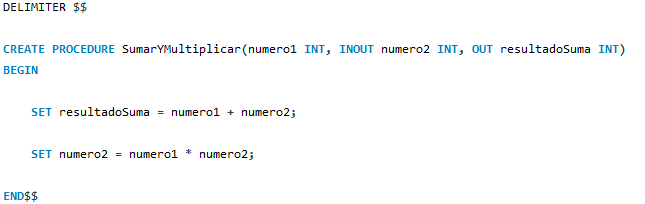 DELIMITER $$
CREATE PROCEDURE SumarYMultiplicar(numero1 INT, INOUT numero2 INT, OUT resultadoSuma INT)
BEGIN
SET resultadoSuma = numero1 + numero2;
SET numero2 = numero1 * numero2;
END$$